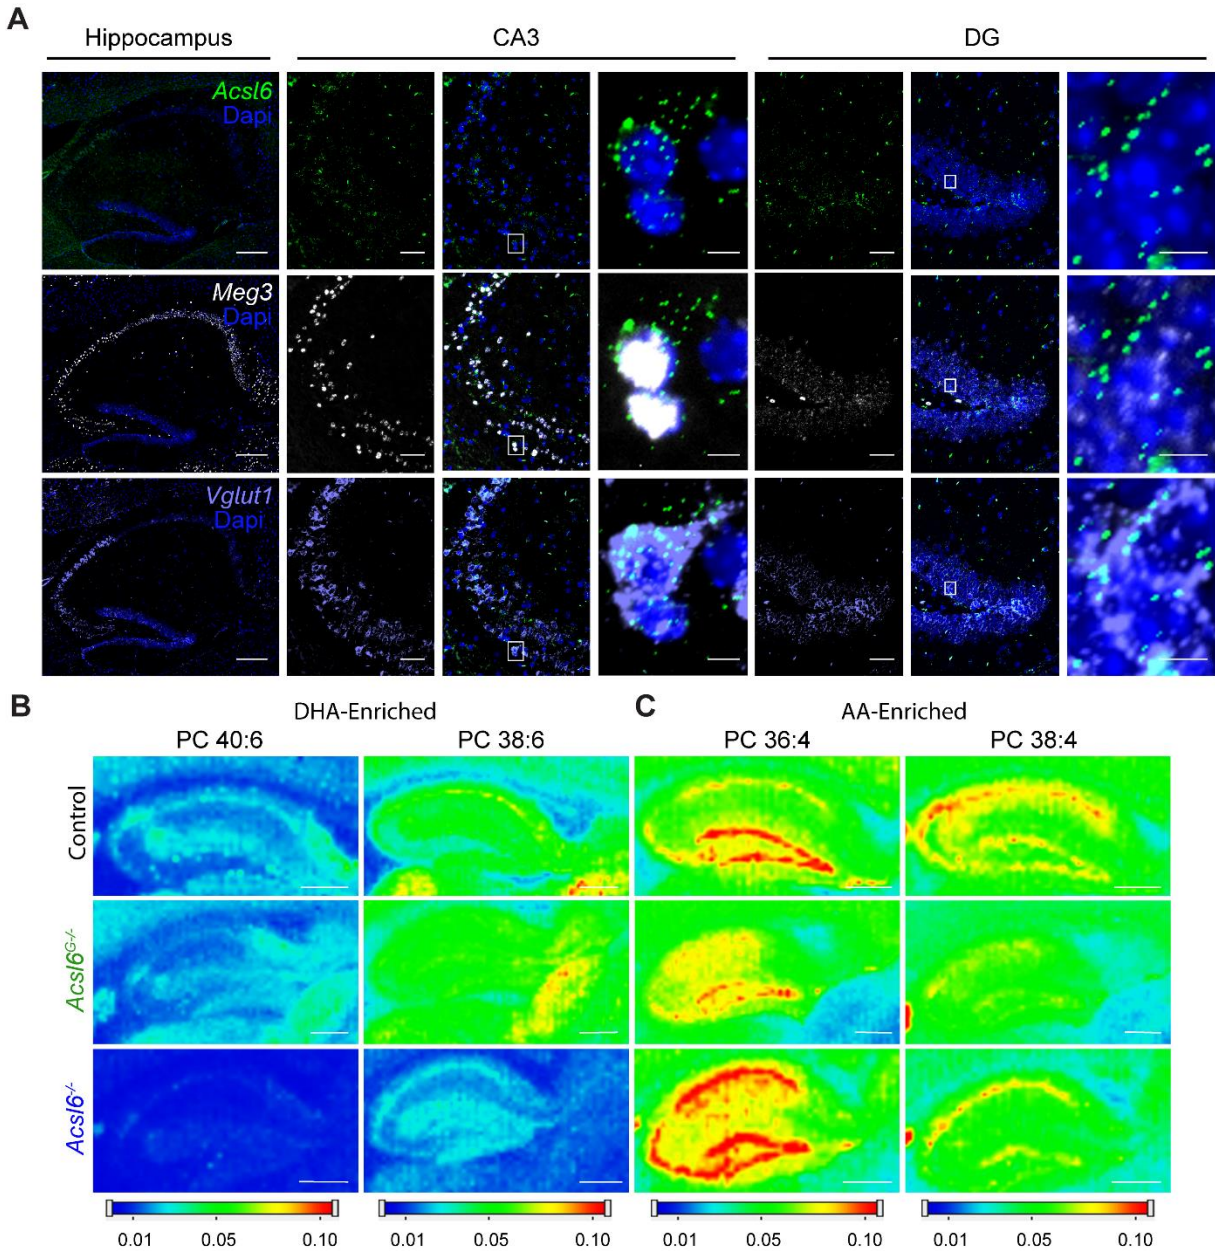 A
Hippocampus CA3 DG
Acsl6
Dapi
Meg3
Dapi
Vglut1
Dapi
B DHA-Enriched C AA-Enriched
PC 40:6 PC 38:6 PC 36:4 PC 38:4
Control
Acsl6G-/-
Acsl6-/-
0.01 0.05 0.10 0.01 0.05 0.10 0.01 0.05 0.10 0.01 0.05 0.10